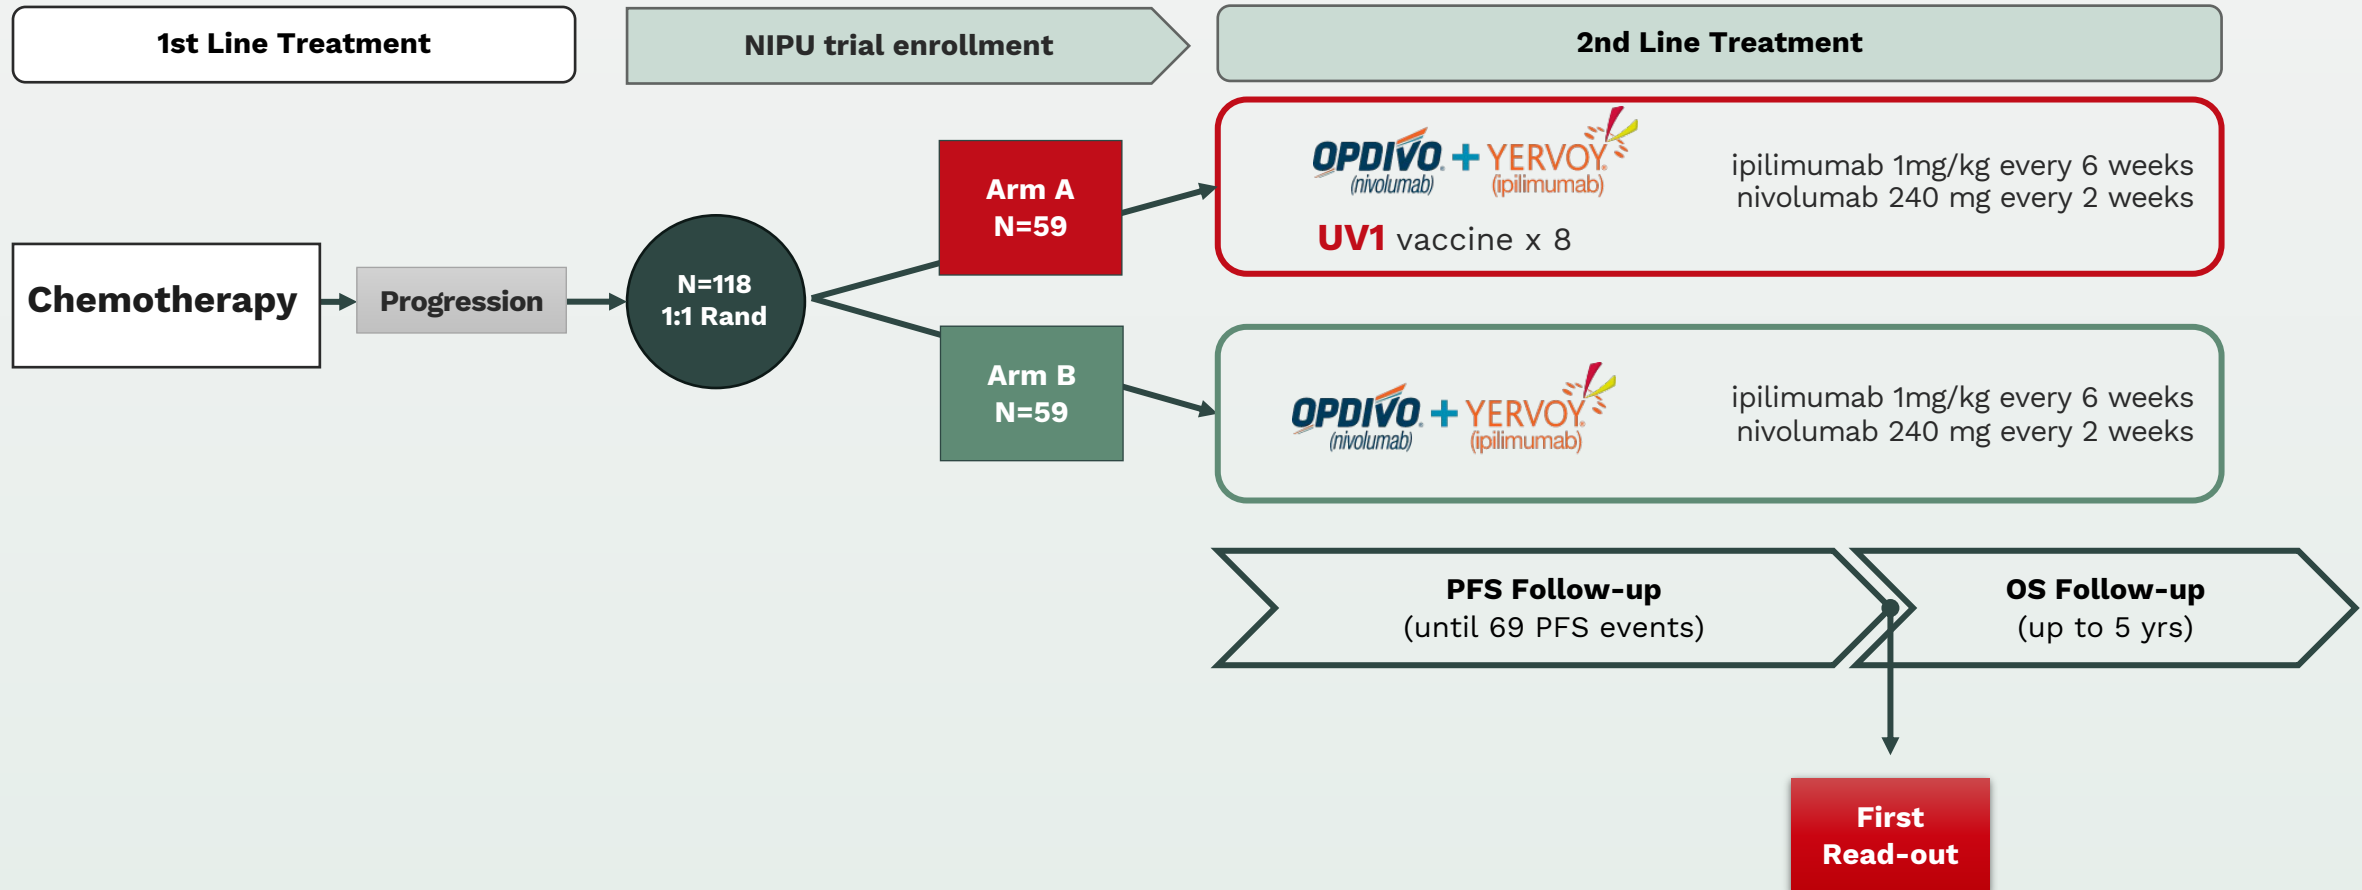 1st Line Treatment
NIPU trial enrollment
2nd Line Treatment
Chemotherapy
Progression
N=118
1:1 Rand
Arm A
N=59
OPDIVO + YERVOY
(nivolumab) (ipilimumab)
UV1 vaccine x 8
ipilimumab 1mg/kg every 6 weeks
nivolumab 240 mg every 2 weeks
Arm B
N=59
OPDIVO + YERVOY
(nivolumab) (ipilimumab)
ipilimumab 1mg/kg every 6 weeks
nivolumab 240 mg every 2 weeks
PFS Follow-up
(until 69 PFS events)
OS Follow-up
(up to 5 yrs)
First
Read-out